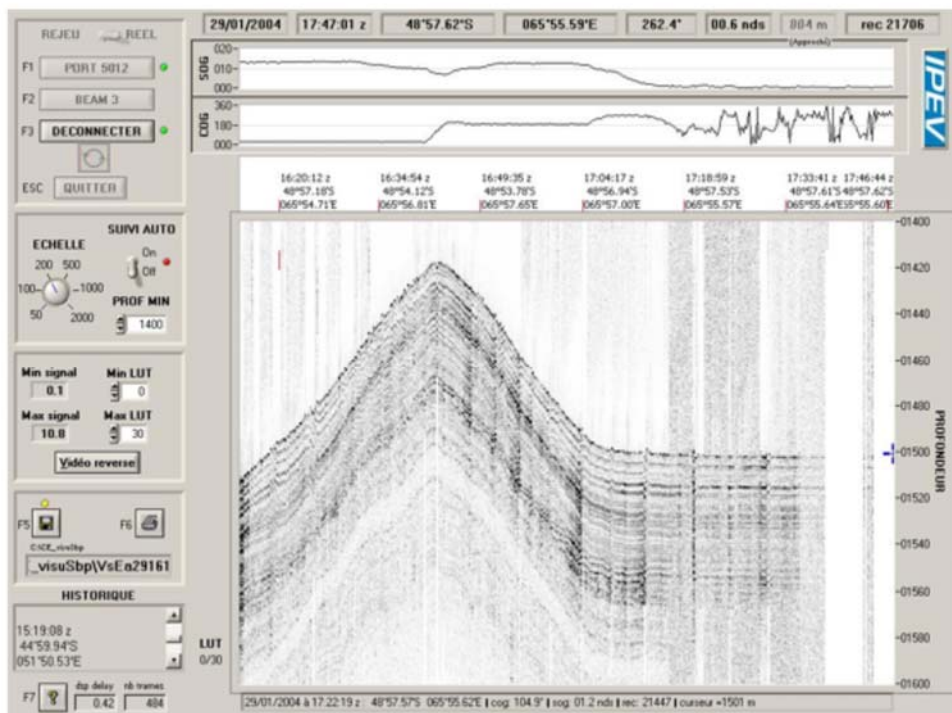 29/01/2004 17:47:01 z 48°57.62'S 065°55.59'E 262.4° 00.6 nds 804 m rec 21706
(Approché)
REJEU REEL
F1 PORT 5012
F2 BEAM 3
F3 DECONNECTER
ESC QUITTER
SOG
020
010
000
COG
360
180
000
IPEV
16:20:12 z 16:34:54 z 16:49:35 z 17:04:17 z 17:18:59 z 17:33:41 z 17:46:44 z
48°57.18'S 48°54.12'S 48°53.78'S 48°56.94'S 48°57.53'S 48°57.61'S 48°57.62'S
065°54.71'E 065°56.81'E 065°57.65'E 065°57.00'E 065°55.57'E 065°55.64'E 55°55.60'E
SUIVI AUTO
ECHELLE
On
Off
200 500
100 1000
50 2000
PROF MIN
1400
Min signal Min LUT
0.1 0
Max signal Max LUT
10.8 30
Vidéo reverse
F5 F6
_visuSbp\VsEa29161
HISTORIQUE
15:19:08 z
44°59.94'S
051°50.53'E
F7 ? dsp delay nb trames
0.42 484
LUT
0/30
01400
01420
01440
01460
01480
01500
01520
01540
01560
01580
01600
PROFONDEUR
29/01/2004 à 17:22:19 z : 48°57.57'S 065°55.62'E | cog: 104.9° | sog: 01.2 nds | rec: 21447 | curseur =1501 m